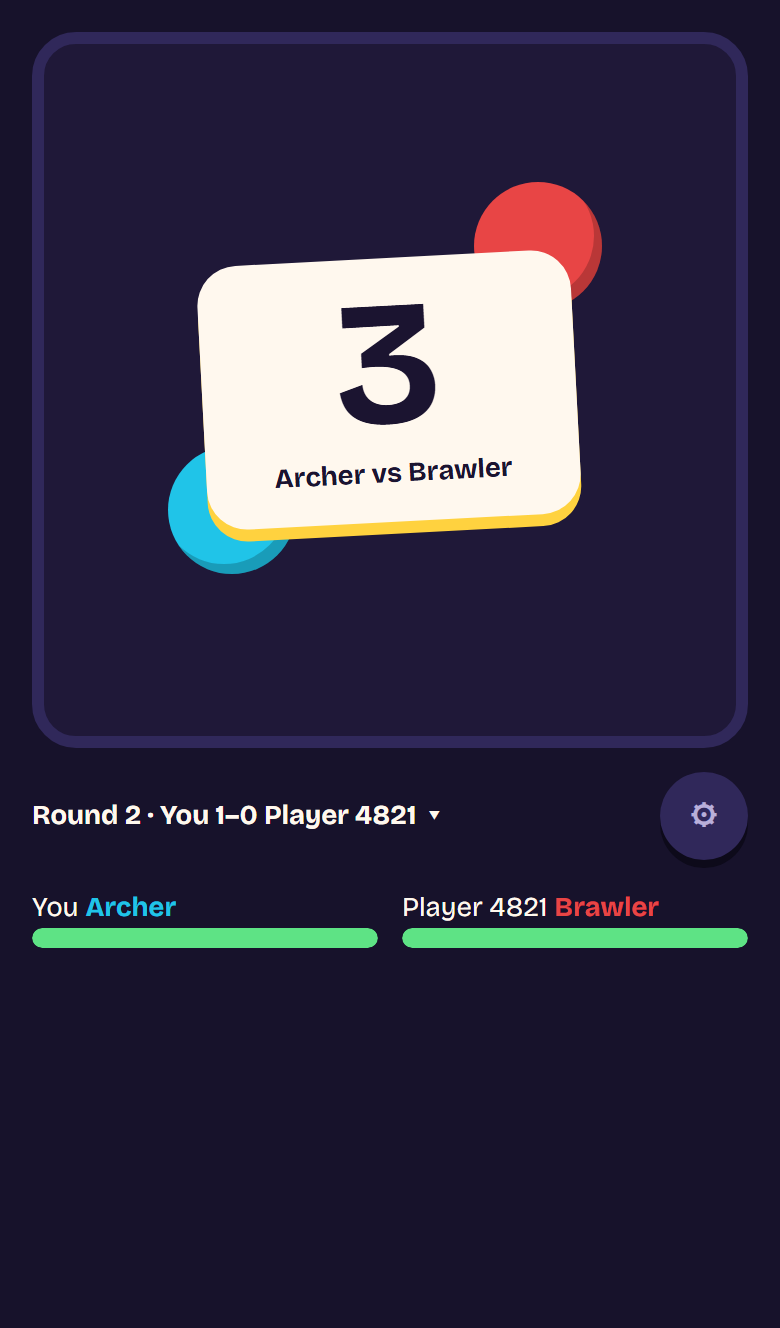 3
Archer vs Brawler
Round 2 · You 1–0 Player 4821 ▾
You Archer
Player 4821 Brawler